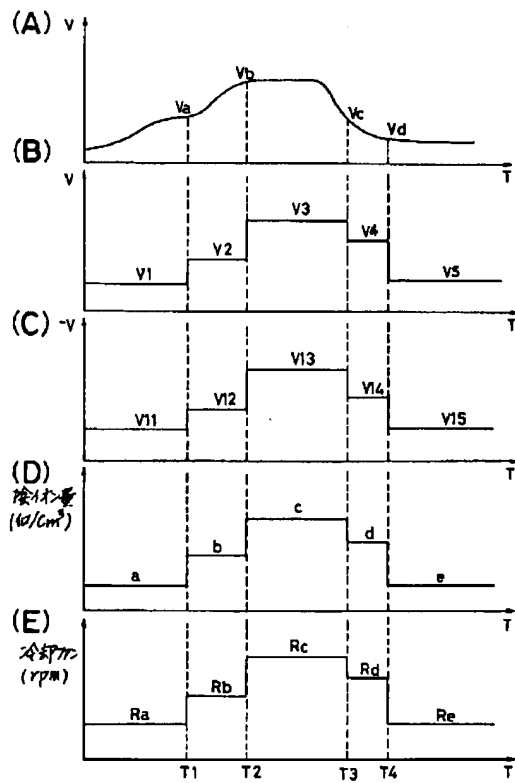 (A) V
Va Vb Vc Vd
T
(B) V
V1 V2 V3 V4 V5
T
(C) -V
V11 V12 V13 V14 V15
T
(D)
陰イオン量
(個/Cm³)
a b c d e
T
(E)
冷却ファン
(rpm)
Ra Rb Rc Rd Re
T1 T2 T3 T4 T